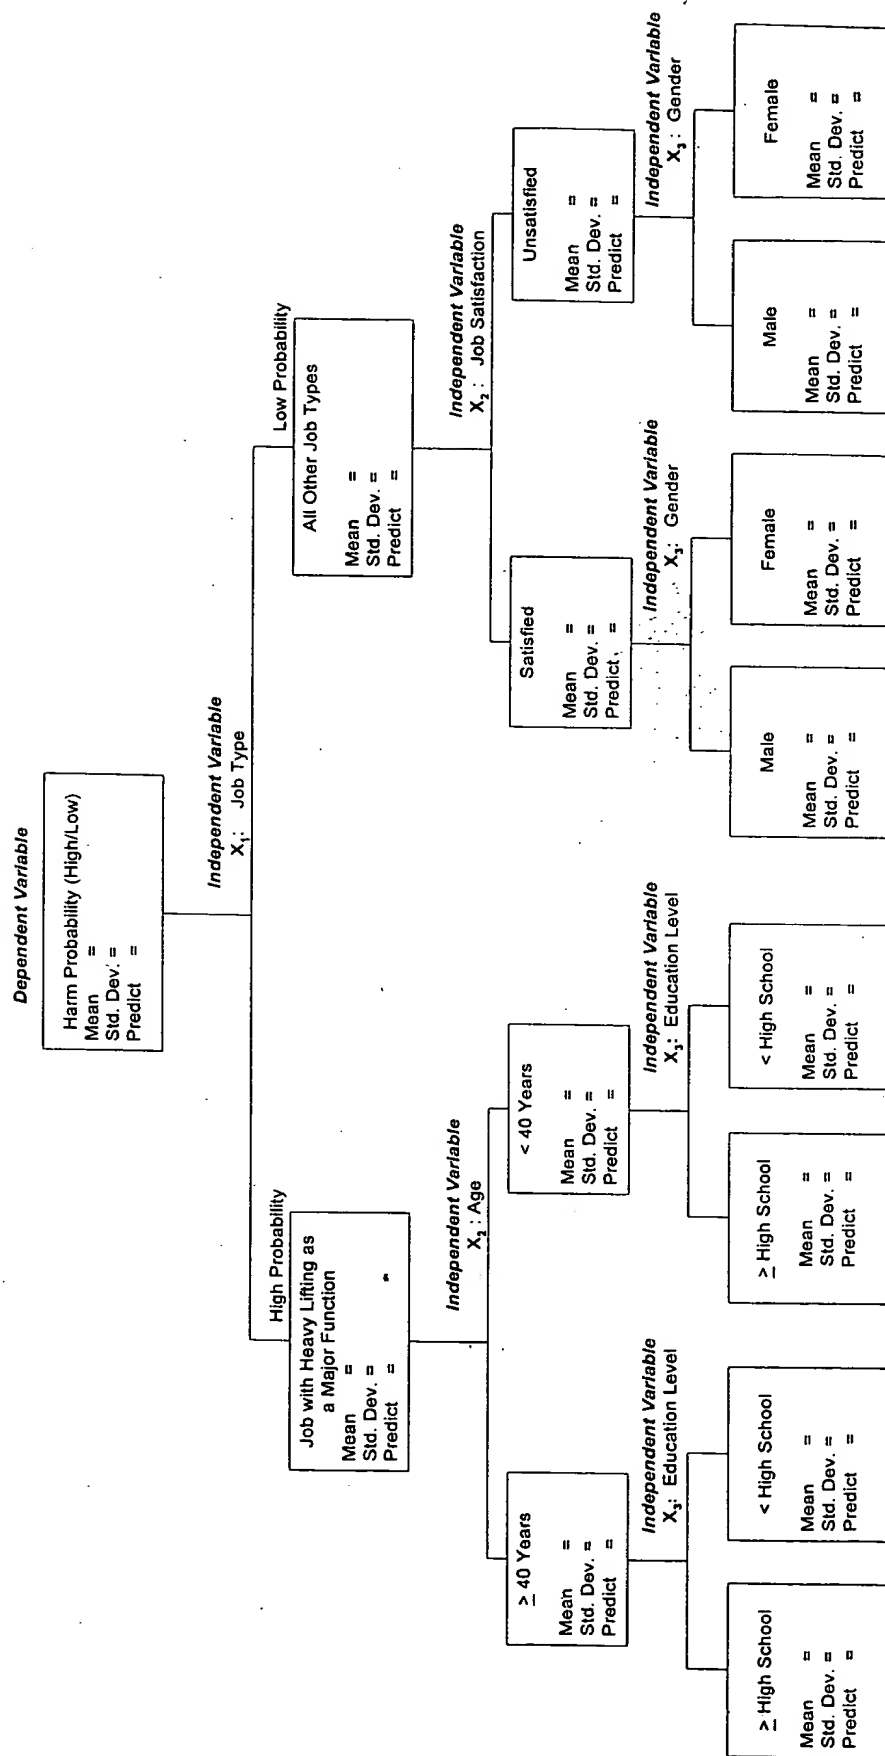 Dependent Variable
Harm Probability (High/Low)
Mean =
Std. Dev. =
Predict =
Independent Variable
X₁: Job Type
High Probability
Job with Heavy Lifting as
a Major Function
Mean =
Std. Dev. =
Predict =
Low Probability
All Other Job Types
Mean =
Std. Dev. =
Predict =
Independent Variable
X₂ : Age
Independent Variable
X₂ : Job Satisfaction
≥ 40 Years
Mean =
Std. Dev. =
Predict =
< 40 Years
Mean =
Std. Dev. =
Predict =
Satisfied
Mean =
Std. Dev. =
Predict =
Unsatisfied
Mean =
Std. Dev. =
Predict =
Independent Variable
X₃: Education Level
Independent Variable
X₃: Education Level
Independent Variable
X₃: Gender
Independent Variable
X₃ : Gender
≥ High School
Mean =
Std. Dev. =
Predict =
< High School
Mean =
Std. Dev. =
Predict =
≥ High School
Mean =
Std. Dev. =
Predict =
< High School
Mean =
Std. Dev. =
Predict =
Male
Mean =
Std. Dev. =
Predict =
Female
Mean =
Std. Dev. =
Predict =
Male
Mean =
Std. Dev. =
Predict =
Female
Mean =
Std. Dev. =
Predict =